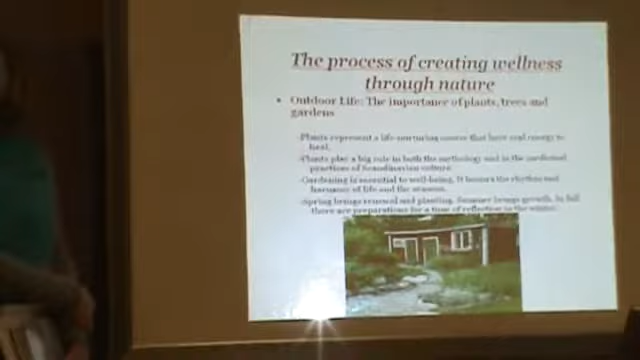 The process of creating wellness
through nature
• Outdoor Life: The importance of plants, trees and
gardens
-Plants represent a life-nurturing source that have real energy to
heal.
-Plants play a big role in both the mythology and in the medicinal
practices of Scandinavian culture.
-Gardening is essential to well-being. It honors the rhythm and
harmony of life and the seasons.
-Spring brings renewal and planting. Summer brings growth. In fall
there are preparations for a time of reflection in the winter.